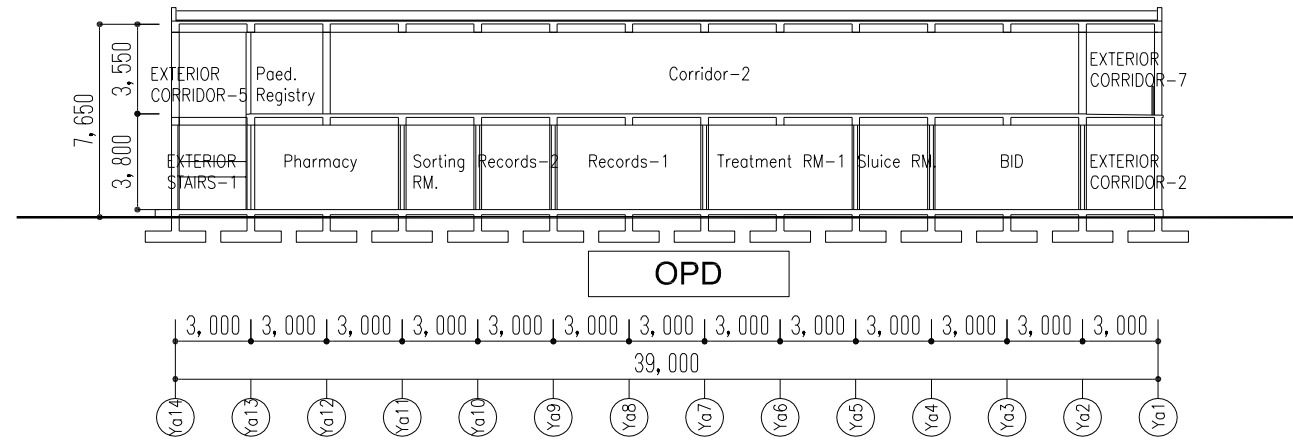 7,650
3,550
3,800
EXTERIOR
CORRIDOR-5
Paed.
Registry
Corridor-2
EXTERIOR
CORRIDOR-7
EXTERIOR
STAIRS-1
Pharmacy
Sorting
RM.
Records-2
Records-1
Treatment RM-1
Sluice RM.
BID
EXTERIOR
CORRIDOR-2
OPD
3,000 3,000 3,000 3,000 3,000 3,000 3,000 3,000 3,000 3,000 3,000 3,000 3,000
39,000
Ya14 Ya13 Ya12 Ya11 Ya10 Ya9 Ya8 Ya7 Ya6 Ya5 Ya4 Ya3 Ya2 Ya1